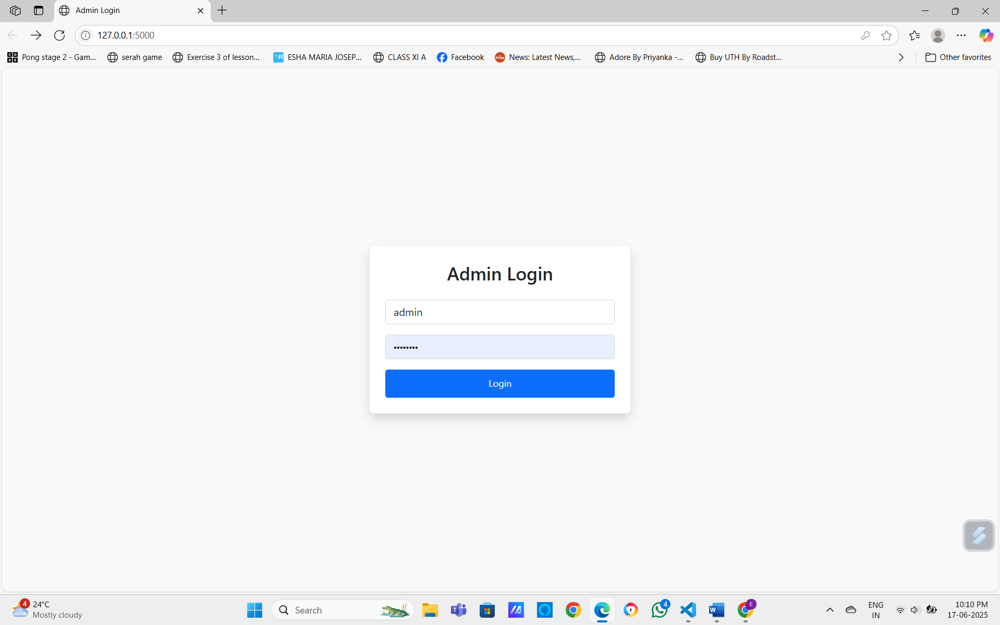 Admin Login
127.0.0.1:5000
Pong stage 2 - Gam...
serah game
Exercise 3 of lesson...
ESHA MARIA JOSEP...
CLASS XI A
Facebook
News: Latest News,...
Adore By Priyanka -...
Buy UTH By Roadst...
Other favorites
Admin Login
admin
••••••••
Login
4
24°C
Mostly cloudy
Search
4
E
ENG
IN
10:10 PM
17-06-2025